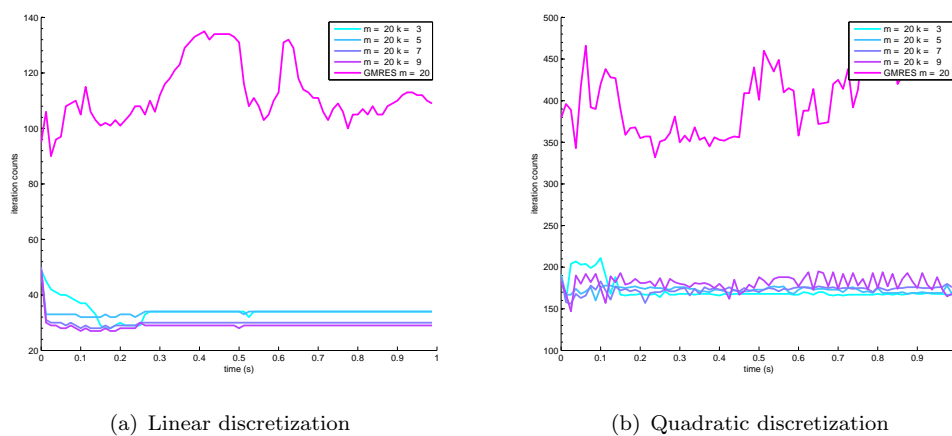 140
120
100
80
60
40
20
0
0.1
0.2
0.3
0.4
0.5
0.6
0.7
0.8
0.9
1
iteration counts
time (s)
m = 20 k = 3
m = 20 k = 5
m = 20 k = 7
m = 20 k = 9
GMRES m = 20
(a) Linear discretization
500
450
400
350
300
250
200
150
100
0
0.1
0.2
0.3
0.4
0.5
0.6
0.7
0.8
0.9
iteration counts
time (s)
m = 20 k = 3
m = 20 k = 5
m = 20 k = 7
m = 20 k = 9
GMRES m = 20
(b) Quadratic discretization